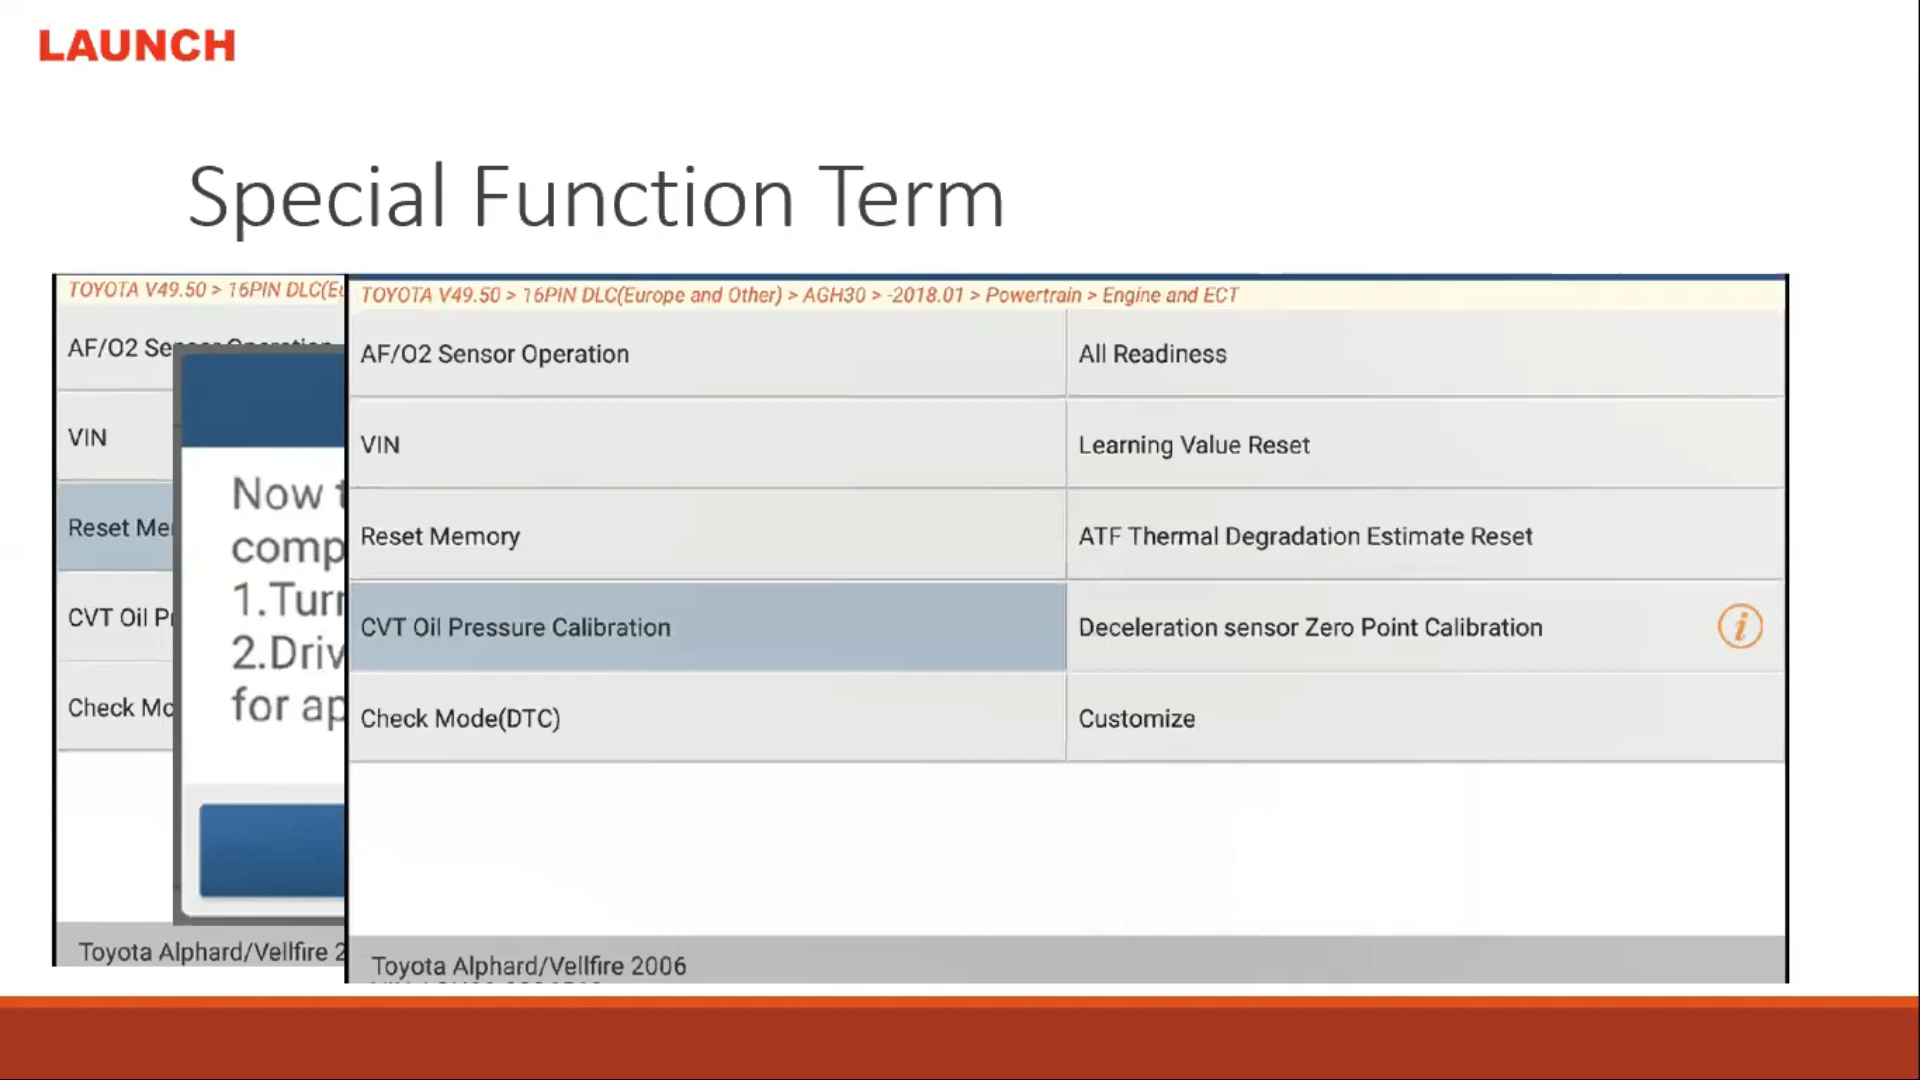 LAUNCH
Special Function Term
TOYOTA V49.50 > 16PIN DLC(Eu
AF/O2 Sensor Operation
VIN
Reset Me
CVT Oil P
Check Mo
Now
comp
1.Turn
2.Driv
for ap
Toyota Alphard/Vellfire 2
TOYOTA V49.50 > 16PIN DLC(Europe and Other) > AGH30 > -2018.01 > Powertrain > Engine and ECT
AF/O2 Sensor Operation
All Readiness
VIN
Learning Value Reset
Reset Memory
ATF Thermal Degradation Estimate Reset
CVT Oil Pressure Calibration
Deceleration sensor Zero Point Calibration
i
Check Mode(DTC)
Customize
Toyota Alphard/Vellfire 2006